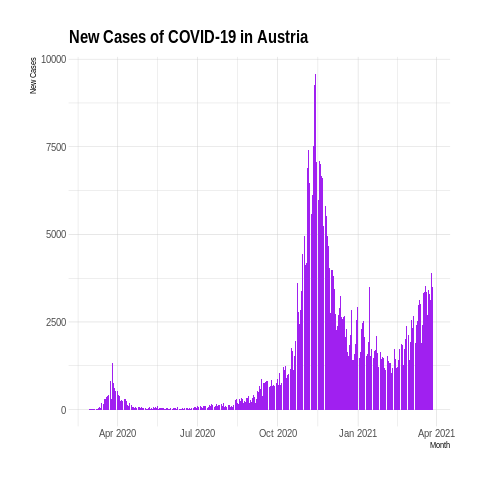 New Cases of COVID-19 in Austria
New Cases
10000
7500
5000
2500
0
Apr 2020
Jul 2020
Oct 2020
Jan 2021
Apr 2021
Month